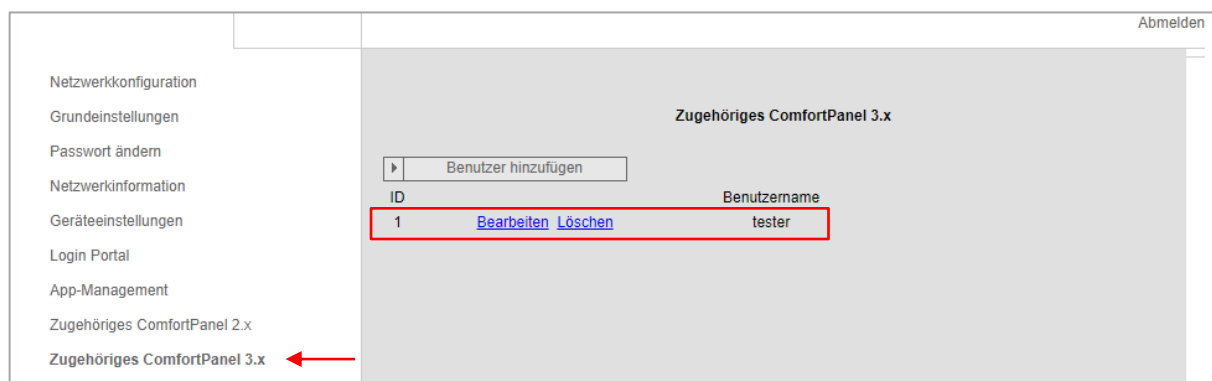 Abmelden
Netzwerkkonfiguration
Grundeinstellungen
Passwort ändern
Netzwerkinformation
Geräteeinstellungen
Login Portal
App-Management
Zugehöriges ComfortPanel 2.x
Zugehöriges ComfortPanel 3.x
Zugehöriges ComfortPanel 3.x
Benutzer hinzufügen
ID Benutzername
1 Bearbeiten Löschen tester